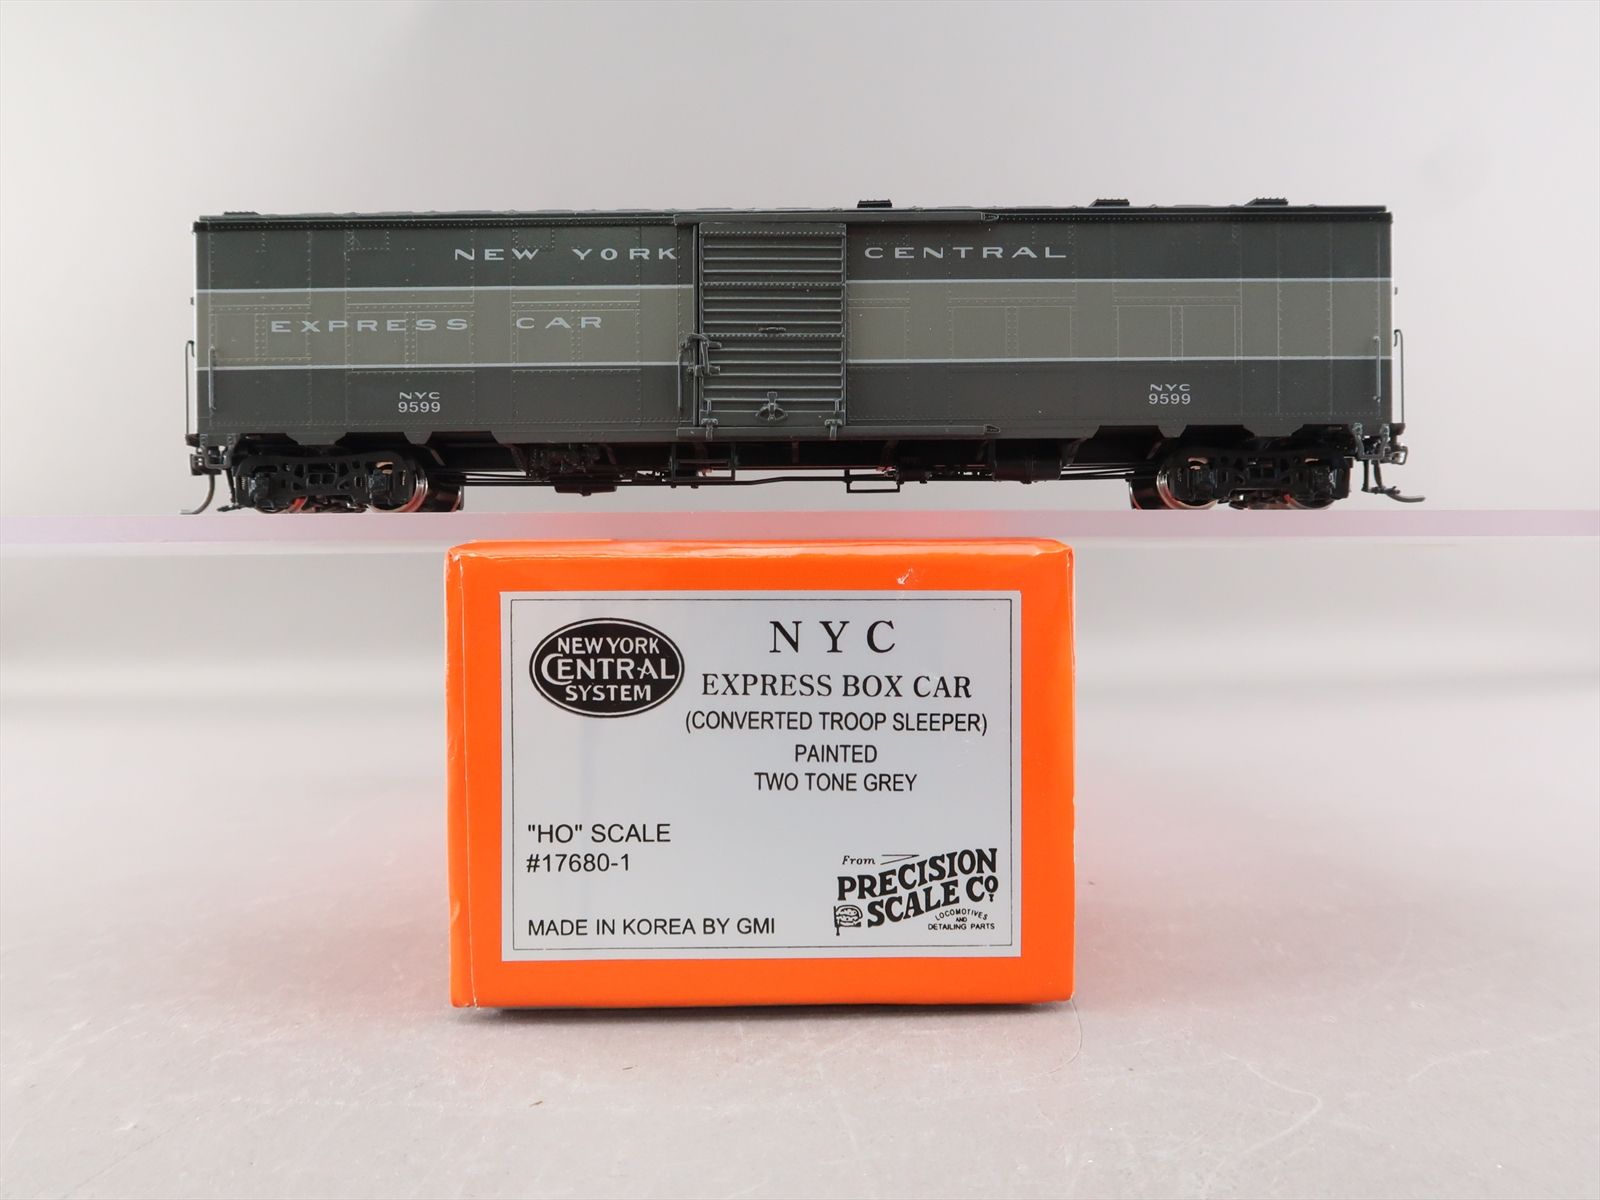 NEW YORK CENTRAL
EXPRESS CAR
NYC
9599
NYC
9599
NEW YORK
CENTRAL
SYSTEM
NYC
EXPRESS BOX CAR
(CONVERTED TROOP SLEEPER)
PAINTED
TWO TONE GREY
"HO" SCALE
#17680-1
MADE IN KOREA BY GMI
From
PRECISION
SCALE CO
LOCOMOTIVES
AND
DETAILING PARTS